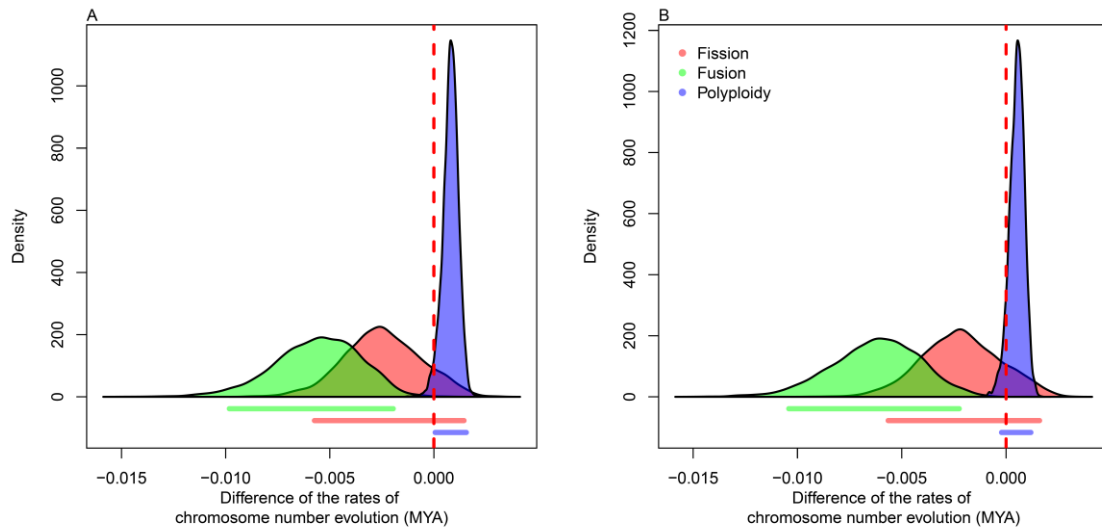 A
Density
0 200 400 600 800 1000
−0.015 −0.010 −0.005 0.000
Difference of the rates of
chromosome number evolution (MYA)
B
Fission
Fusion
Polyploidy
Density
0 200 400 600 800 1000 1200
−0.015 −0.010 −0.005 0.000
Difference of the rates of
chromosome number evolution (MYA)